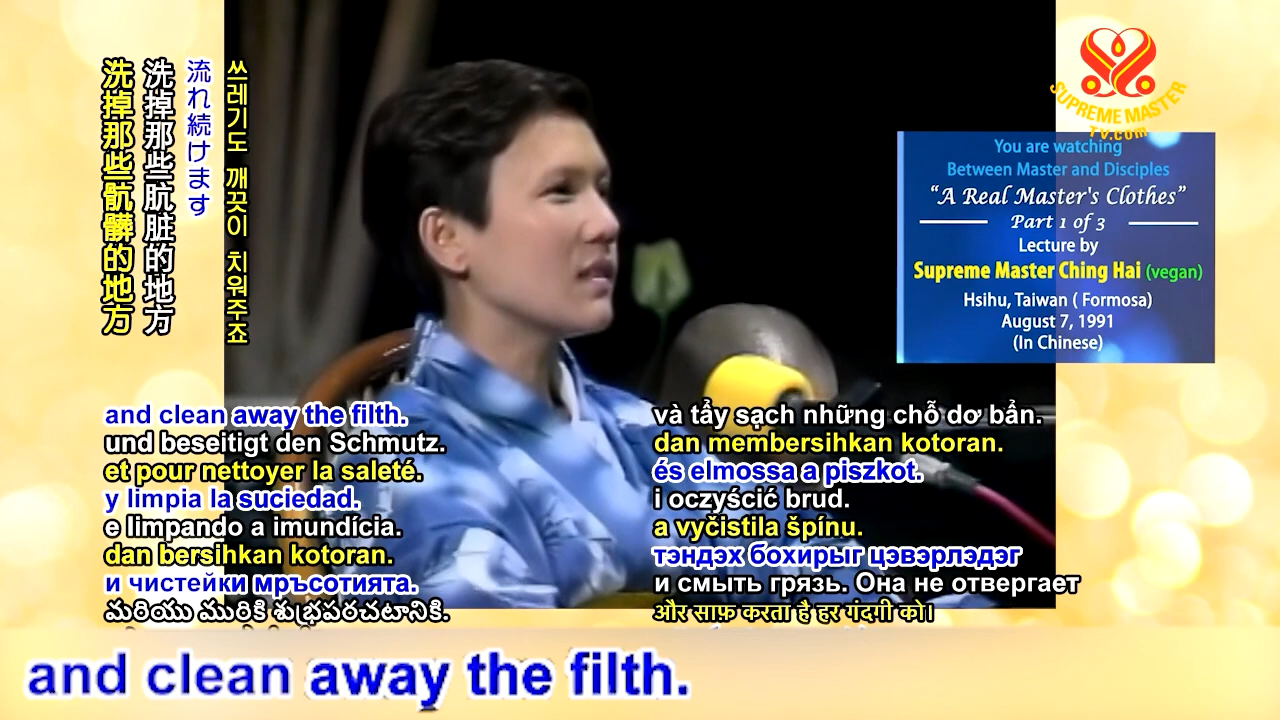 洗掉那些骯髒的地方
洗掉那些肮脏的地方
流れ続けます
쓰레기도 깨끗이 치워주죠
SUPREME MASTER
TV.com
You are watching
Between Master and Disciples
“A Real Master's Clothes”
Part 1 of 3
Lecture by
Supreme Master Ching Hai (vegan)
Hsihu, Taiwan ( Formosa)
August 7, 1991
(In Chinese)
and clean away the filth.
und beseitigt den Schmutz.
et pour nettoyer la saleté.
y limpia la suciedad.
e limpando a imundícia.
dan bersihkan kotoran.
и чистейки мръсотията.
మరియు మురికి శుభ్రపరచటానికి.
và tẩy sạch những chỗ dơ bẩn.
dan membersihkan kotoran.
és elmossa a piszkot.
i oczyścić brud.
a vyčistila špínu.
тэндэх бохирыг цэвэрлэдэг
и смыть грязь. Она не отвергает
और साफ़ करता है हर गंदगी को।
and clean away the filth.